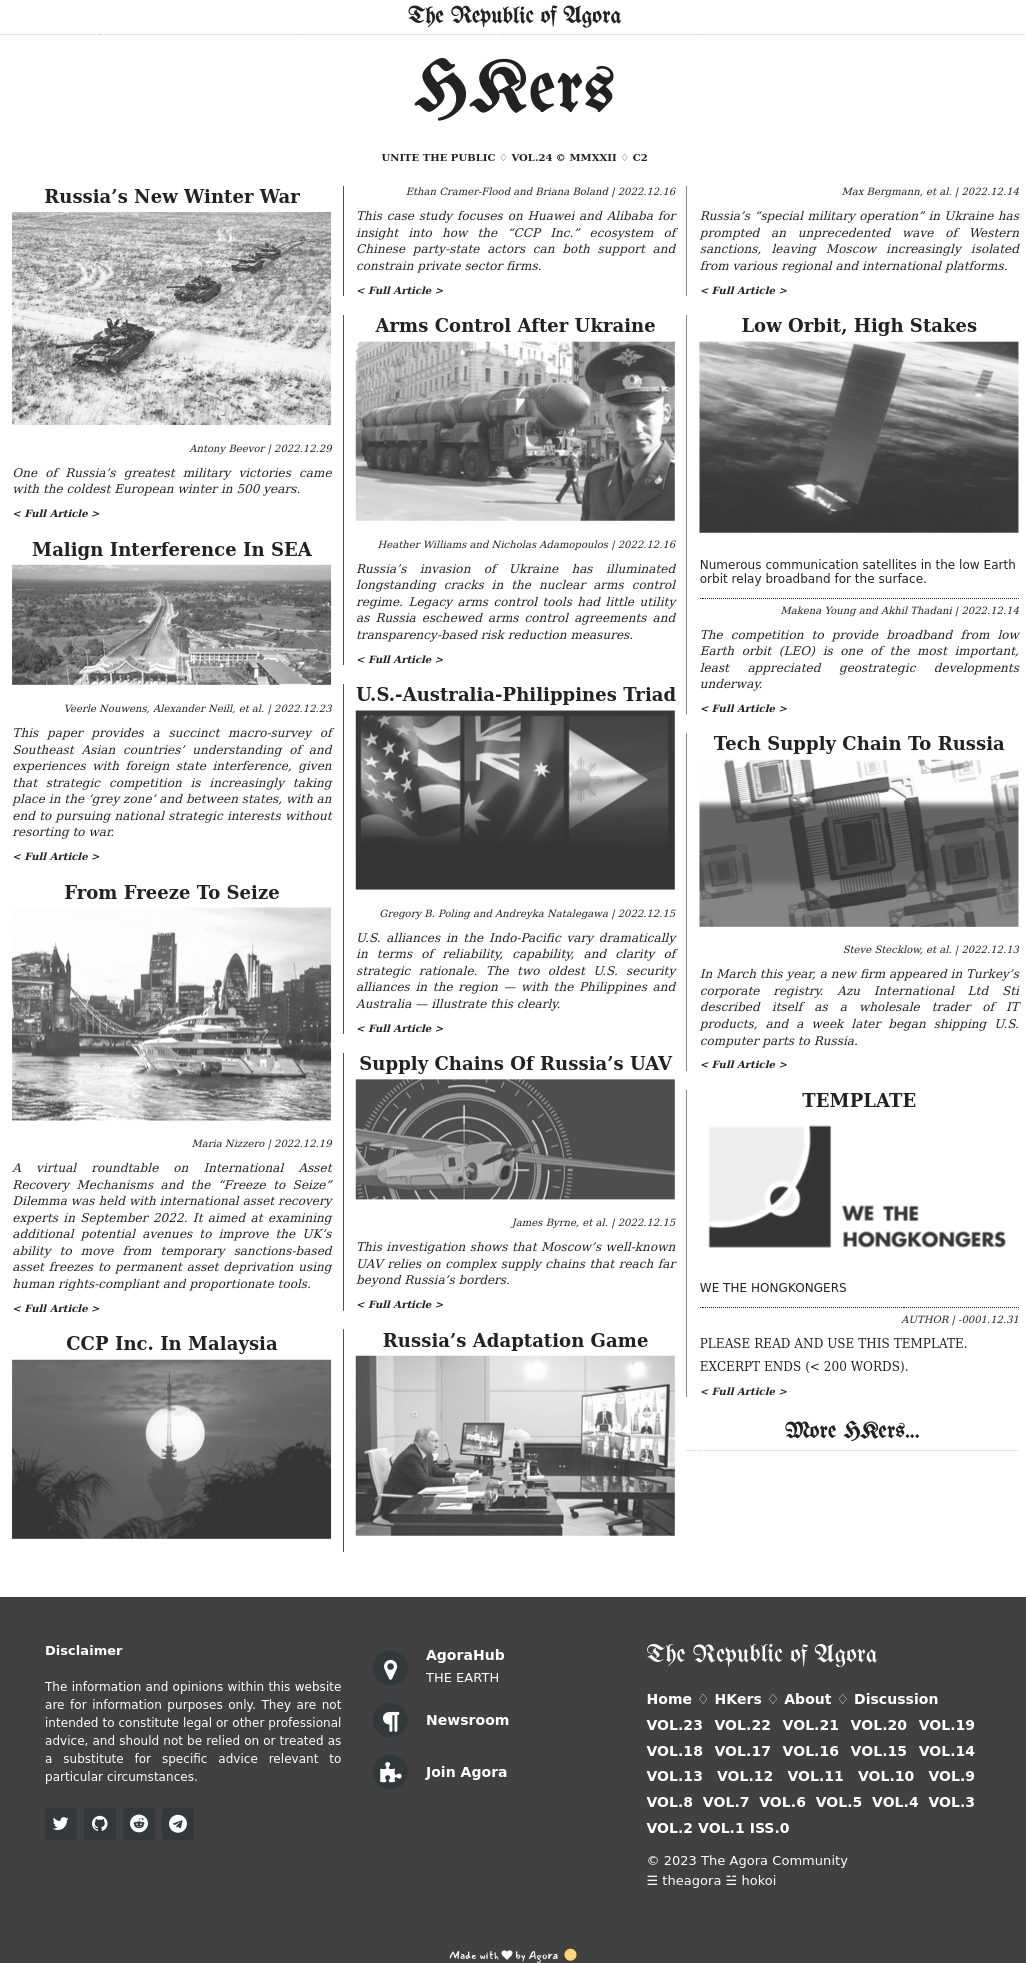 The Republic of Agora
HKers
UNITE THE PUBLIC ♢ VOL.24 © MMXXII ♢ C2
Russia’s New Winter War
Antony Beevor | 2022.12.29
One of Russia’s greatest military victories came
with the coldest European winter in 500 years.
< Full Article >
Malign Interference In SEA
Veerle Nouwens, Alexander Neill, et al. | 2022.12.23
This paper provides a succinct macro-survey of
Southeast Asian countries’ understanding of and
experiences with foreign state interference, given
that strategic competition is increasingly taking
place in the ‘grey zone’ and between states, with an
end to pursuing national strategic interests without
resorting to war.
< Full Article >
From Freeze To Seize
Maria Nizzero | 2022.12.19
A virtual roundtable on International Asset
Recovery Mechanisms and the “Freeze to Seize”
Dilemma was held with international asset recovery
experts in September 2022. It aimed at examining
additional potential avenues to improve the UK’s
ability to move from temporary sanctions-based
asset freezes to permanent asset deprivation using
human rights-compliant and proportionate tools.
< Full Article >
CCP Inc. In Malaysia
Ethan Cramer-Flood and Briana Boland | 2022.12.16
This case study focuses on Huawei and Alibaba for
insight into how the “CCP Inc.” ecosystem of
Chinese party-state actors can both support and
constrain private sector firms.
< Full Article >
Arms Control After Ukraine
Heather Williams and Nicholas Adamopoulos | 2022.12.16
Russia’s invasion of Ukraine has illuminated
longstanding cracks in the nuclear arms control
regime. Legacy arms control tools had little utility
as Russia eschewed arms control agreements and
transparency-based risk reduction measures.
< Full Article >
U.S.-Australia-Philippines Triad
Gregory B. Poling and Andreyka Natalegawa | 2022.12.15
U.S. alliances in the Indo-Pacific vary dramatically
in terms of reliability, capability, and clarity of
strategic rationale. The two oldest U.S. security
alliances in the region — with the Philippines and
Australia — illustrate this clearly.
< Full Article >
Supply Chains Of Russia’s UAV
James Byrne, et al. | 2022.12.15
This investigation shows that Moscow’s well-known
UAV relies on complex supply chains that reach far
beyond Russia’s borders.
< Full Article >
Russia’s Adaptation Game
Max Bergmann, et al. | 2022.12.14
Russia’s “special military operation” in Ukraine has
prompted an unprecedented wave of Western
sanctions, leaving Moscow increasingly isolated
from various regional and international platforms.
< Full Article >
Low Orbit, High Stakes
Numerous communication satellites in the low Earth
orbit relay broadband for the surface.
Makena Young and Akhil Thadani | 2022.12.14
The competition to provide broadband from low
Earth orbit (LEO) is one of the most important,
least appreciated geostrategic developments
underway.
< Full Article >
Tech Supply Chain To Russia
Steve Stecklow, et al. | 2022.12.13
In March this year, a new firm appeared in Turkey’s
corporate registry. Azu International Ltd Sti
described itself as a wholesale trader of IT
products, and a week later began shipping U.S.
computer parts to Russia.
< Full Article >
TEMPLATE
WE THE
HONGKONGERS
WE THE HONGKONGERS
AUTHOR | -0001.12.31
PLEASE READ AND USE THIS TEMPLATE.
EXCERPT ENDS (< 200 WORDS).
< Full Article >
More HKers...
Disclaimer
The information and opinions within this website
are for information purposes only. They are not
intended to constitute legal or other professional
advice, and should not be relied on or treated as
a substitute for specific advice relevant to
particular circumstances.
AgoraHub
THE EARTH
Newsroom
Join Agora
The Republic of Agora
Home ♢ HKers ♢ About ♢ Discussion
VOL.23 VOL.22 VOL.21 VOL.20 VOL.19
VOL.18 VOL.17 VOL.16 VOL.15 VOL.14
VOL.13 VOL.12 VOL.11 VOL.10 VOL.9
VOL.8 VOL.7 VOL.6 VOL.5 VOL.4 VOL.3
VOL.2 VOL.1 ISS.0
© 2023 The Agora Community
☰ theagora ☱ hokoi
Made with ❤ by Agora